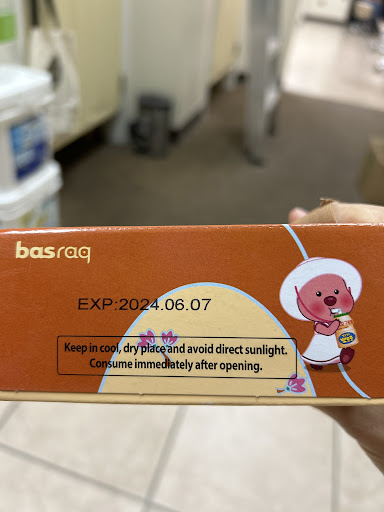 basraq
EXP:2024.06.07
Keep in cool, dry place and avoid direct sunlight.
Consume immediately after opening.